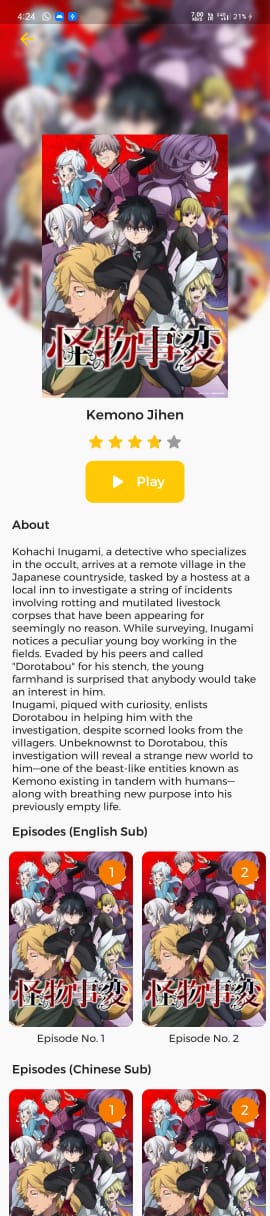 4:24
7.00
21%
怪物事変
けもの じへん
Kemono Jihen
Play
About
Kohachi Inugami, a detective who specializes
in the occult, arrives at a remote village in the
Japanese countryside, tasked by a hostess at a
local inn to investigate a string of incidents
involving rotting and mutilated livestock
corpses that have been appearing for
seemingly no reason. While surveying, Inugami
notices a peculiar young boy working in the
fields. Evaded by his peers and called
"Dorotabou" for his stench, the young
farmhand is surprised that anybody would take
an interest in him.
Inugami, piqued with curiosity, enlists
Dorotabou in helping him with the
investigation, despite scorned looks from the
villagers. Unbeknownst to Dorotabou, this
investigation will reveal a strange new world to
him—one of the beast-like entities known as
Kemono existing in tandem with humans—
along with breathing new purpose into his
previously empty life.
Episodes (English Sub)
1 2
怪物事変 怪物事変
Episode No. 1 Episode No. 2
Episodes (Chinese Sub)
1 2